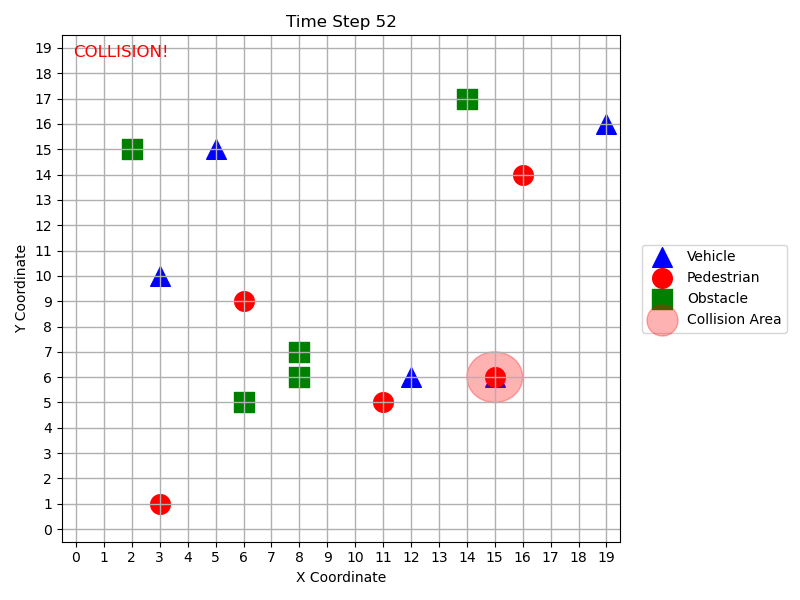 Time Step 52
COLLISION!
19
18
17
16
15
14
13
12
11
10
9
8
7
6
5
4
3
2
1
0
Y Coordinate
0 1 2 3 4 5 6 7 8 9 10 11 12 13 14 15 16 17 18 19
X Coordinate
Vehicle
Pedestrian
Obstacle
Collision Area